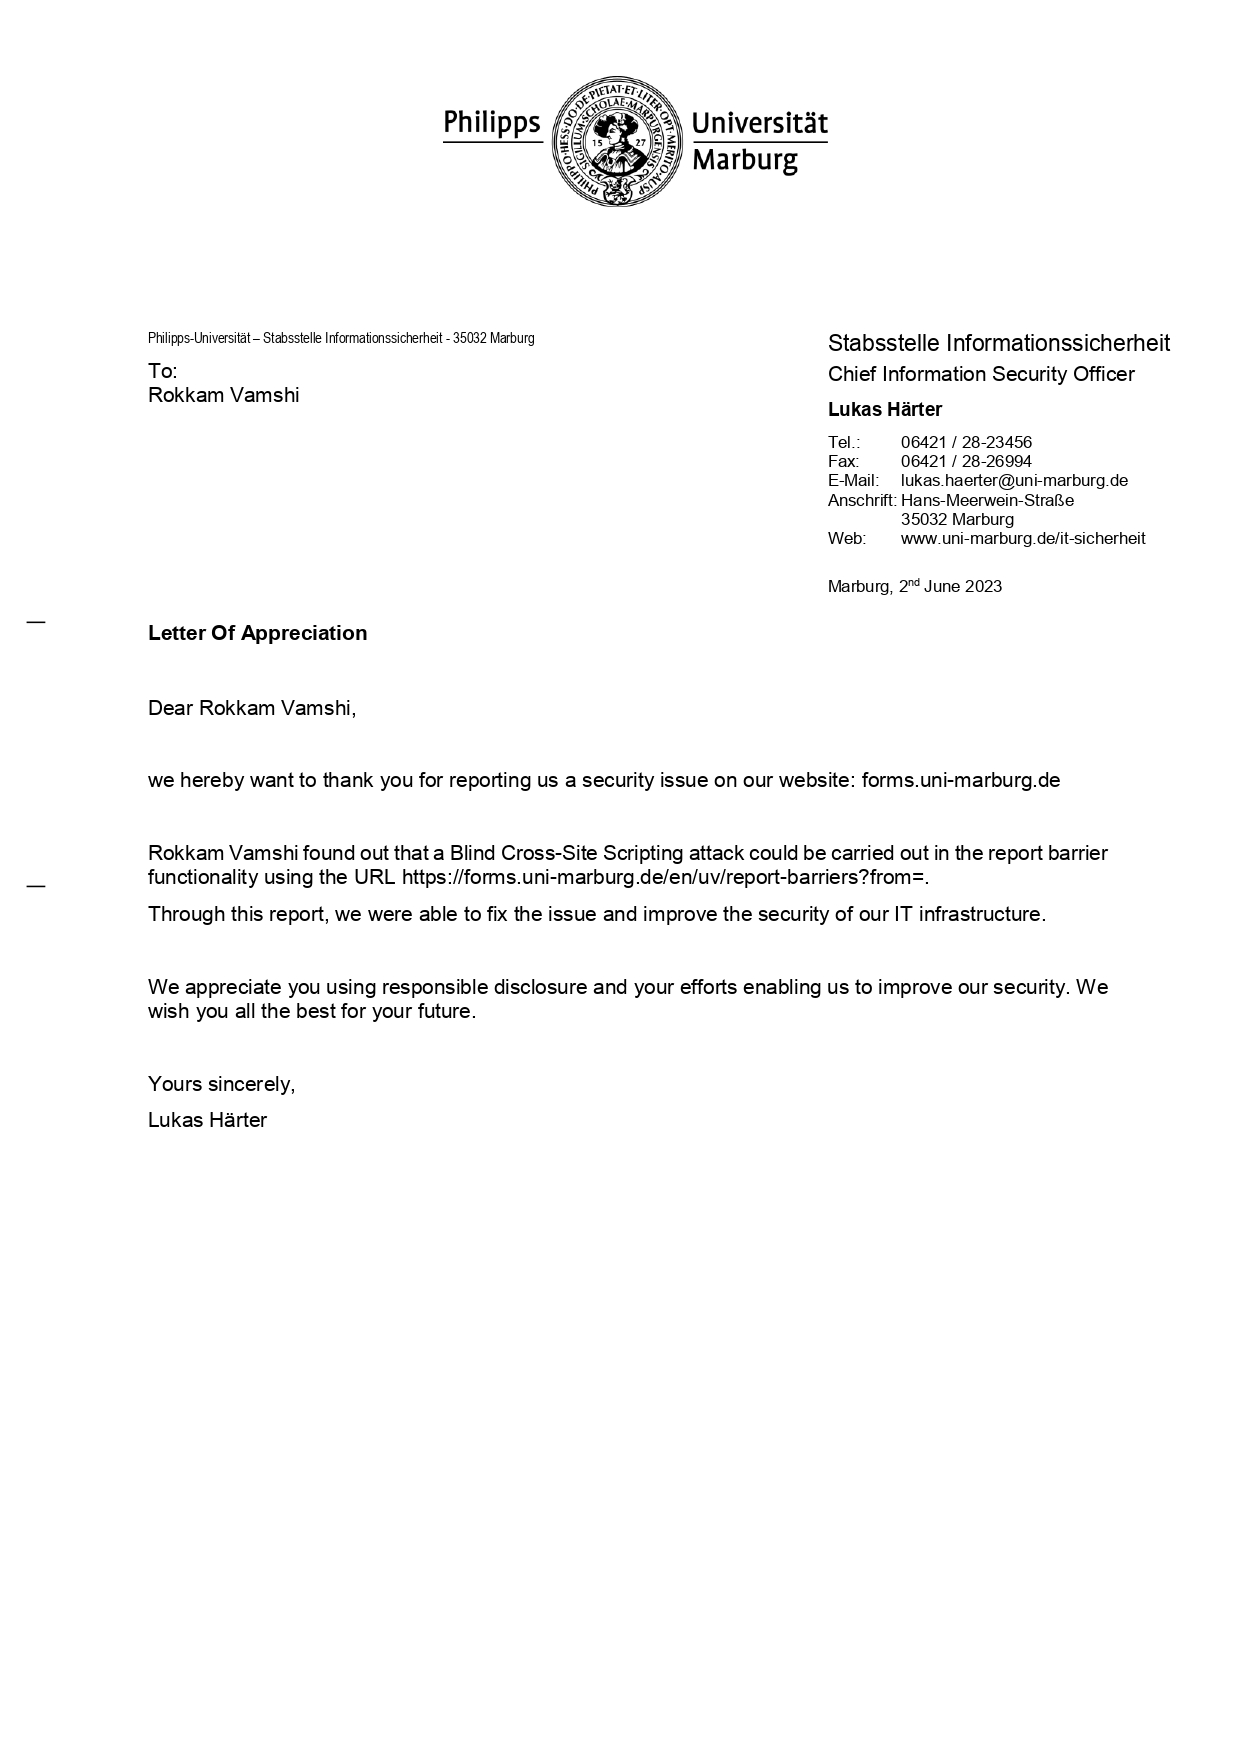 Philipps
Universität
Marburg
PHILIPPO·HESS·DO·DE·PIETAT·ET·LITER·OPT·MERITO·AUSP
SIGILLUM·SCHOLAE·MARPURGENSIS
15 27
Philipps-Universität – Stabsstelle Informationssicherheit - 35032 Marburg
To:
Rokkam Vamshi
Stabsstelle Informationssicherheit
Chief Information Security Officer
Lukas Härter
Tel.: 06421 / 28-23456
Fax: 06421 / 28-26994
E-Mail: lukas.haerter@uni-marburg.de
Anschrift: Hans-Meerwein-Straße
35032 Marburg
Web: www.uni-marburg.de/it-sicherheit
Marburg, 2nd June 2023
Letter Of Appreciation
Dear Rokkam Vamshi,
we hereby want to thank you for reporting us a security issue on our website: forms.uni-marburg.de
Rokkam Vamshi found out that a Blind Cross-Site Scripting attack could be carried out in the report barrier
functionality using the URL https://forms.uni-marburg.de/en/uv/report-barriers?from=.
Through this report, we were able to fix the issue and improve the security of our IT infrastructure.
We appreciate you using responsible disclosure and your efforts enabling us to improve our security. We
wish you all the best for your future.
Yours sincerely,
Lukas Härter